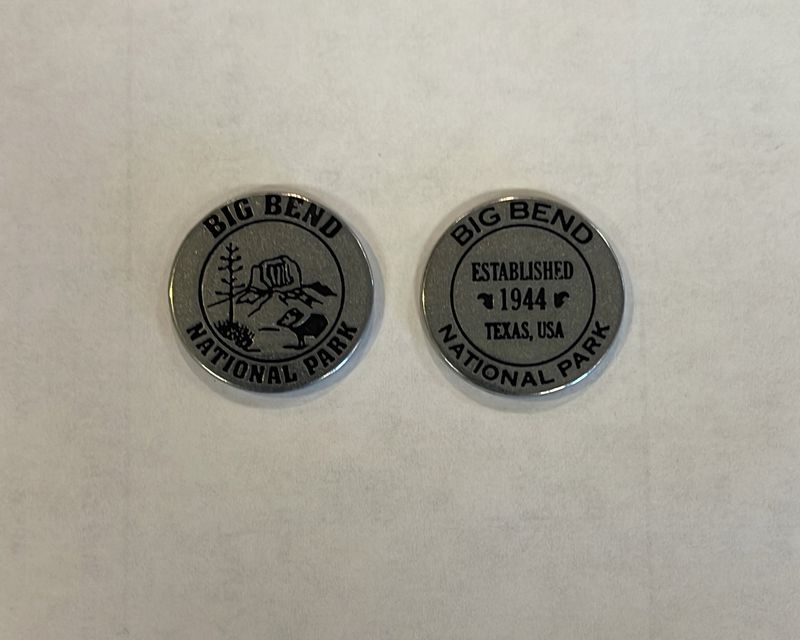 BIG BEND
NATIONAL PARK
BIG BEND
ESTABLISHED
1944
TEXAS, USA
NATIONAL PARK